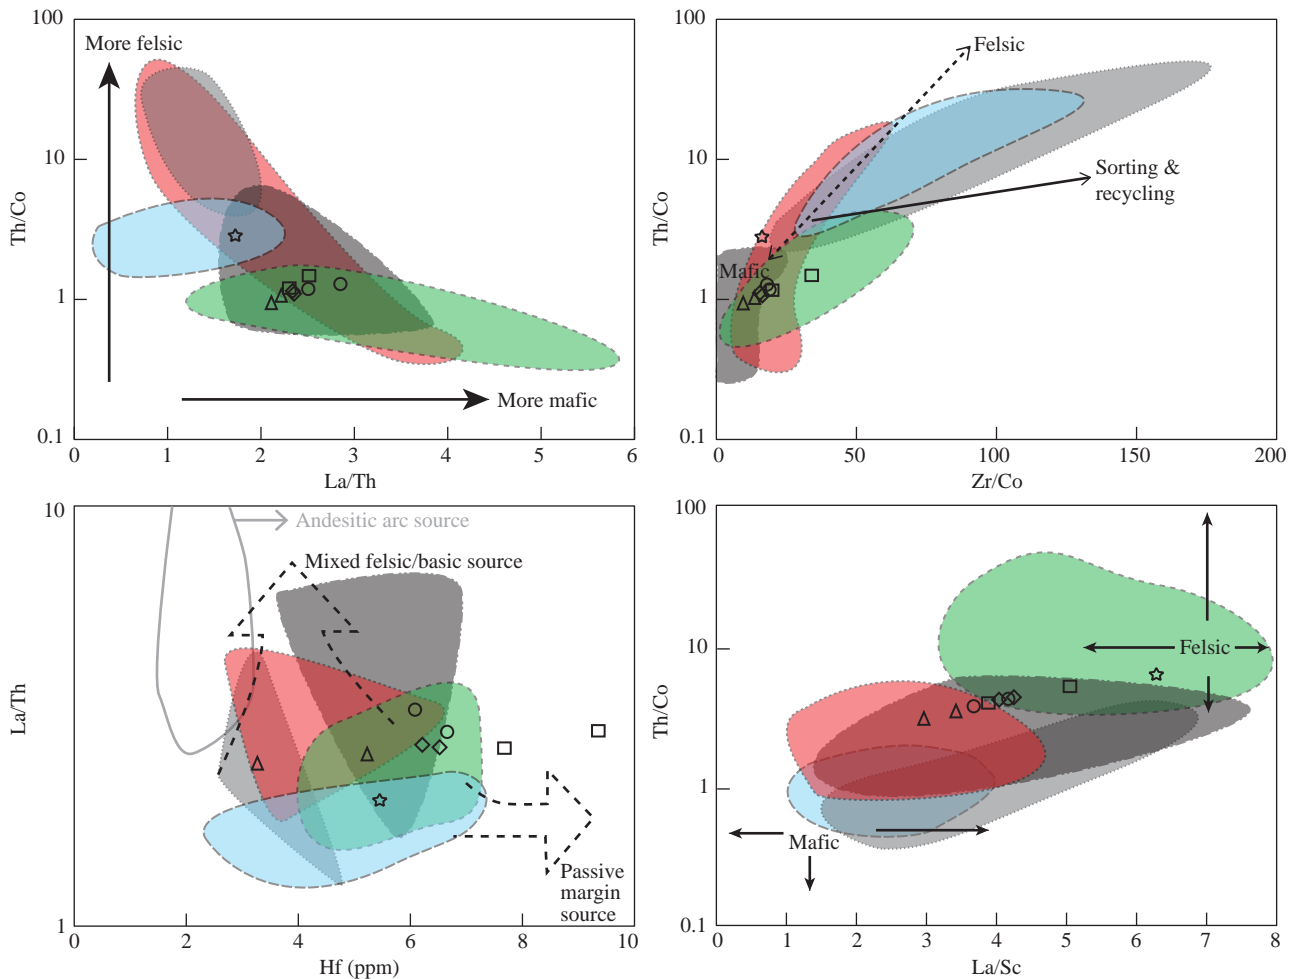 100
More felsic
10
Th/Co
1
More mafic
0.1
0 1 2 3 4 5 6
La/Th
100
Felsic
10
Sorting &
recycling
Th/Co
Mafic
1
0.1
0 50 100 150 200
Zr/Co
10
Andesitic arc source
Mixed felsic/basic source
La/Th
Passive
margin
source
1
0 2 4 6 8 10
Hf (ppm)
100
10
Felsic
Th/Co
1
Mafic
0.1
0 1 2 3 4 5 6 7 8
La/Sc